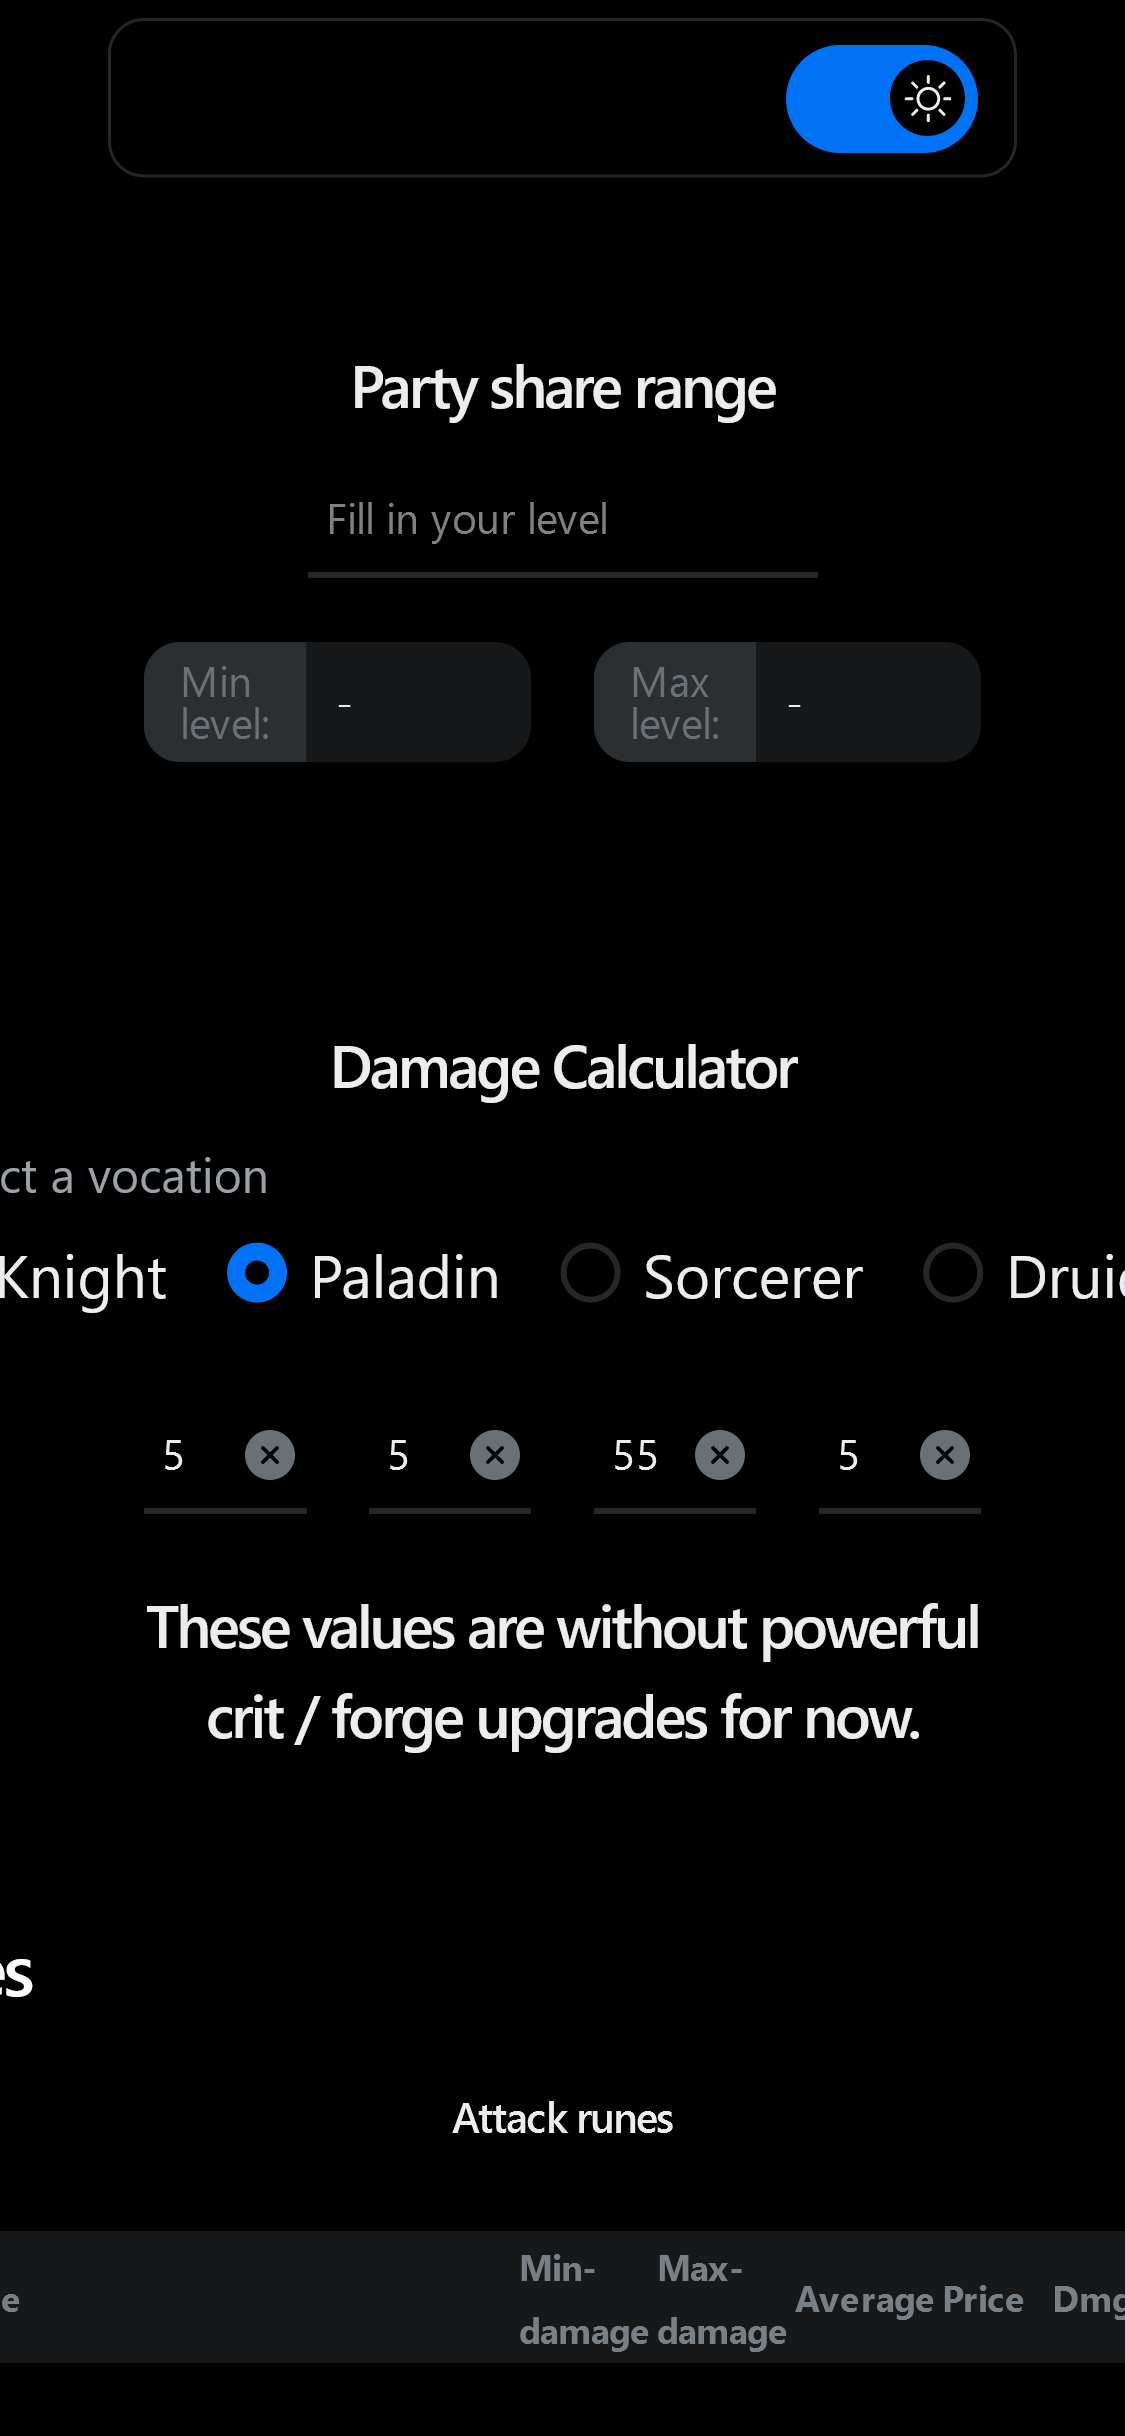 Party share range
Fill in your level
Min level: -
Max level: -
Damage Calculator
ct a vocation
Knight Paladin Sorcerer Druid
5 5 55 5
These values are without powerful
crit / forge upgrades for now.
es
Attack runes
e Min-damage Max-damage Average Price Dmg